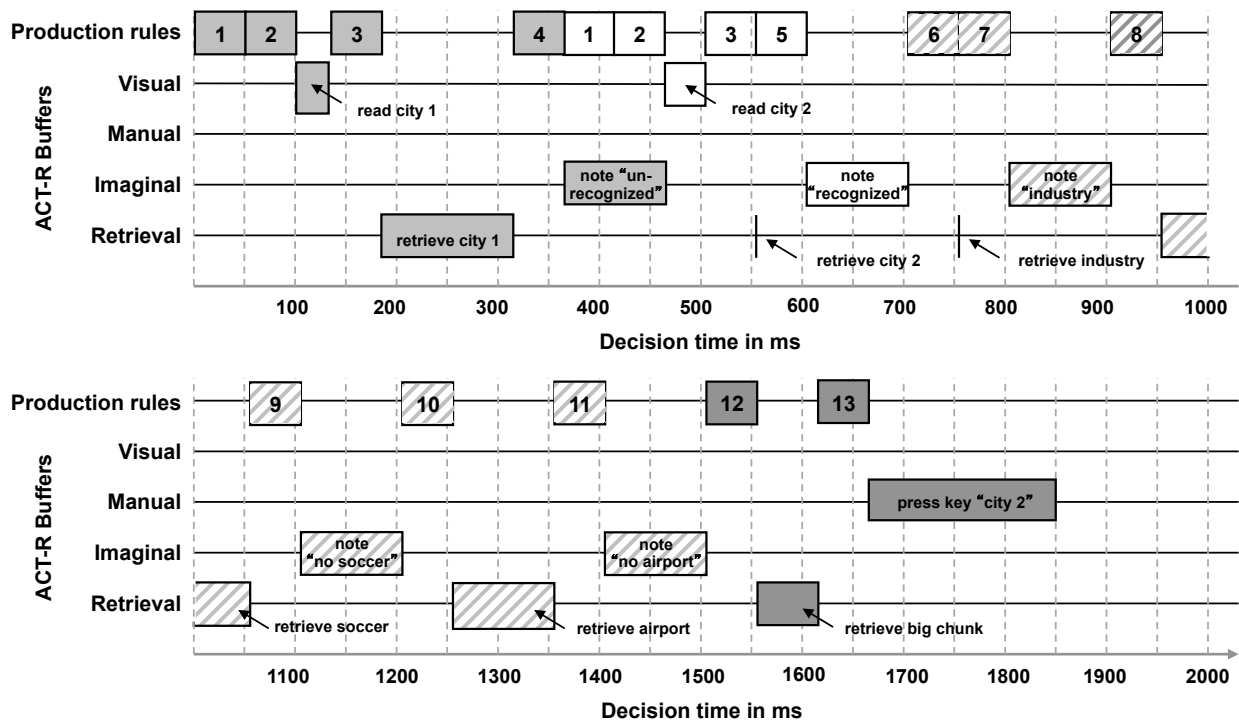 Production rules
1 2 3 4 1 2 3 5 6 7 8
Visual
read city 1
read city 2
Manual
Imaginal
note “un-
recognized”
note
“recognized”
note
“industry”
Retrieval
retrieve city 1
retrieve city 2
retrieve industry
ACT-R Buffers
100 200 300 400 500 600 700 800 900 1000
Decision time in ms
Production rules
9 10 11 12 13
Visual
Manual
press key “city 2”
Imaginal
note
“no soccer”
note
“no airport”
Retrieval
retrieve soccer
retrieve airport
retrieve big chunk
ACT-R Buffers
1100 1200 1300 1400 1500 1600 1700 1800 1900 2000
Decision time in ms